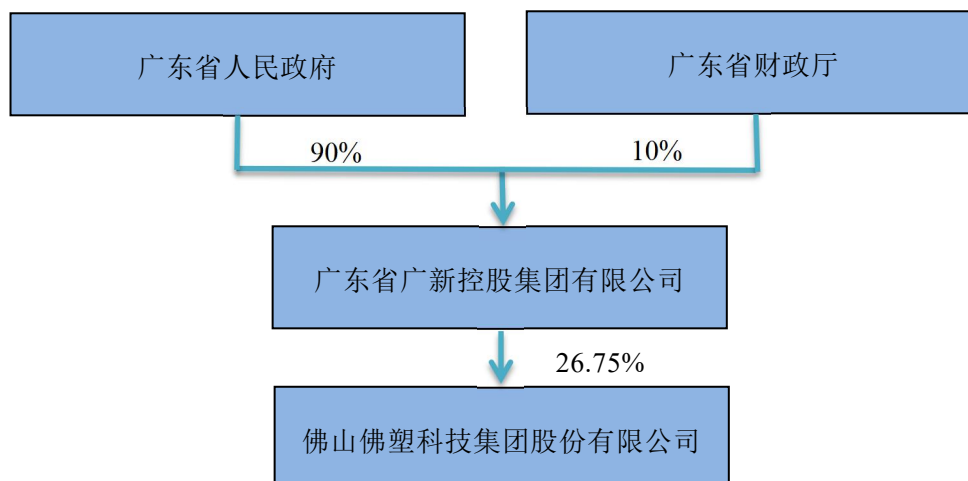 广东省人民政府
广东省财政厅
90%
10%
广东省广新控股集团有限公司
26.75%
佛山佛塑科技集团股份有限公司